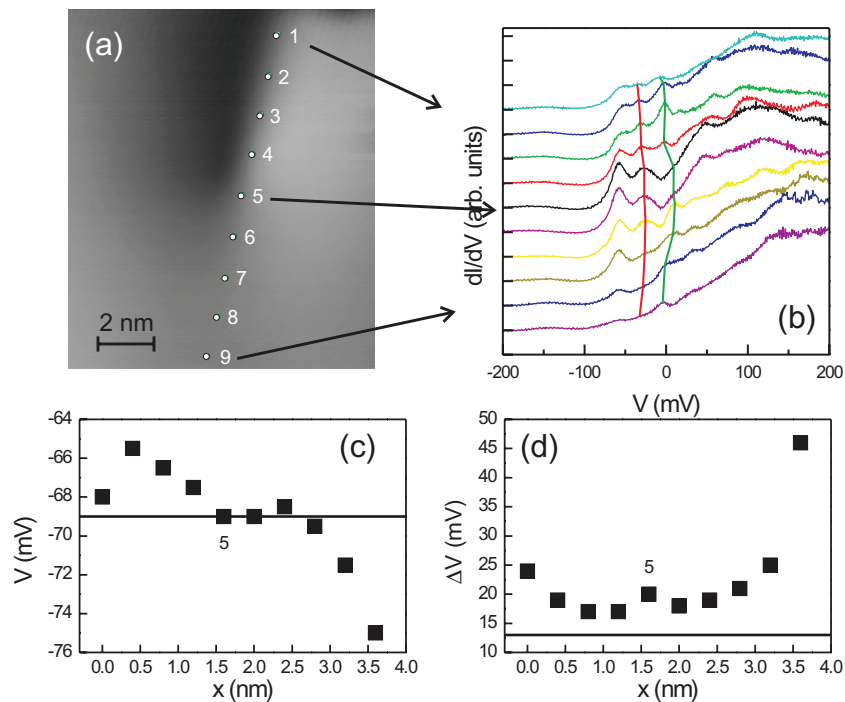 (a)
1
2
3
4
5
6
7
8
9
2 nm
dI/dV (arb. units)
(b)
-200 -100 0 100 200
V (mV)
-64
-66
-68
-70
-72
-74
-76
V (mV)
(c)
5
0.0 0.5 1.0 1.5 2.0 2.5 3.0 3.5 4.0
x (nm)
50
45
40
35
30
25
20
15
10
ΔV (mV)
(d)
5
0.0 0.5 1.0 1.5 2.0 2.5 3.0 3.5 4.0
x (nm)